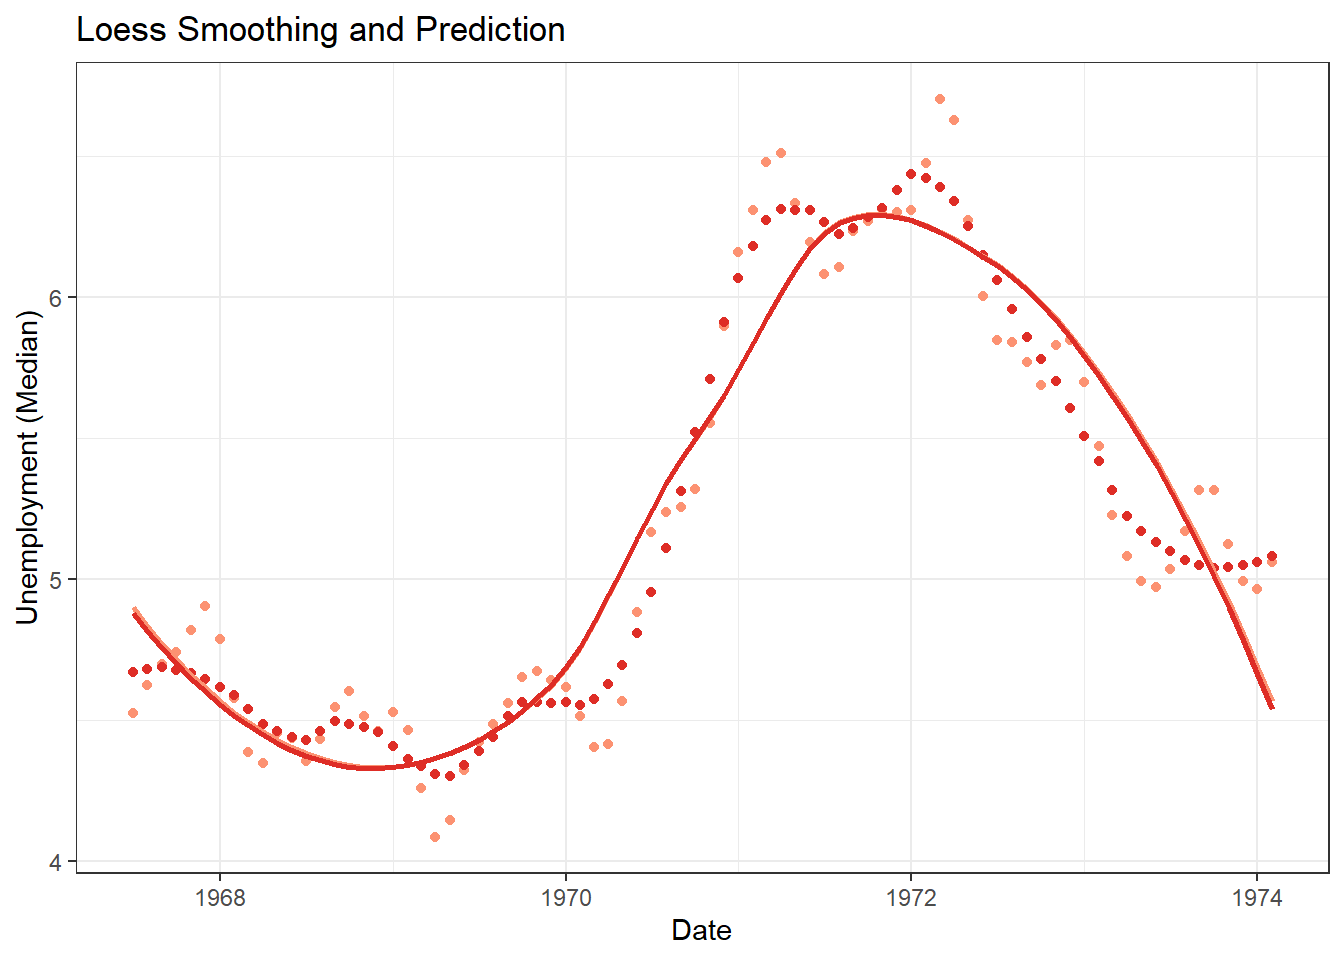 Loess Smoothing and Prediction
Unemployment (Median)
6
5
4
1968 1970 1972 1974
Date